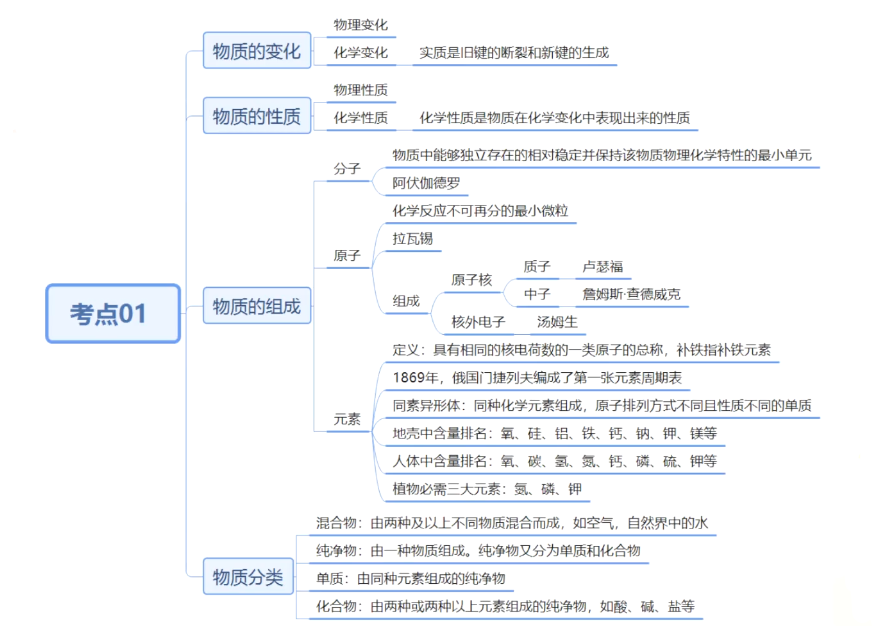 考点01
物质的变化
物理变化
化学变化
实质是旧键的断裂和新键的生成
物质的性质
物理性质
化学性质
化学性质是物质在化学变化中表现出来的性质
物质的组成
分子
物质中能够独立存在的相对稳定并保持该物质物理化学特性的最小单元
阿伏伽德罗
原子
化学反应不可再分的最小微粒
拉瓦锡
组成
原子核
质子
卢瑟福
中子
詹姆斯·查德威克
核外电子
汤姆生
元素
定义：具有相同的核电荷数的一类原子的总称，补铁指补铁元素
1869年，俄国门捷列夫编成了第一张元素周期表
同素异形体：同种化学元素组成，原子排列方式不同且性质不同的单质
地壳中含量排名：氧、硅、铝、铁、钙、钠、钾、镁等
人体中含量排名：氧、碳、氢、氮、钙、磷、硫、钾等
植物必需三大元素：氮、磷、钾
物质分类
混合物：由两种及以上不同物质混合而成，如空气，自然界中的水
纯净物：由一种物质组成。纯净物又分为单质和化合物
单质：由同种元素组成的纯净物
化合物：由两种或两种以上元素组成的纯净物，如酸、碱、盐等